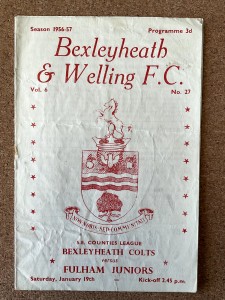 Season 1956-57 Programme 3d
Bexleyheath
& Welling F.C.
Vol. 6 No. 27
S.E. COUNTIES LEAGUE
BEXLEYHEATH COLTS
versus
FULHAM JUNIORS
Saturday, January 19th — Kick-off 2.45 p.m.